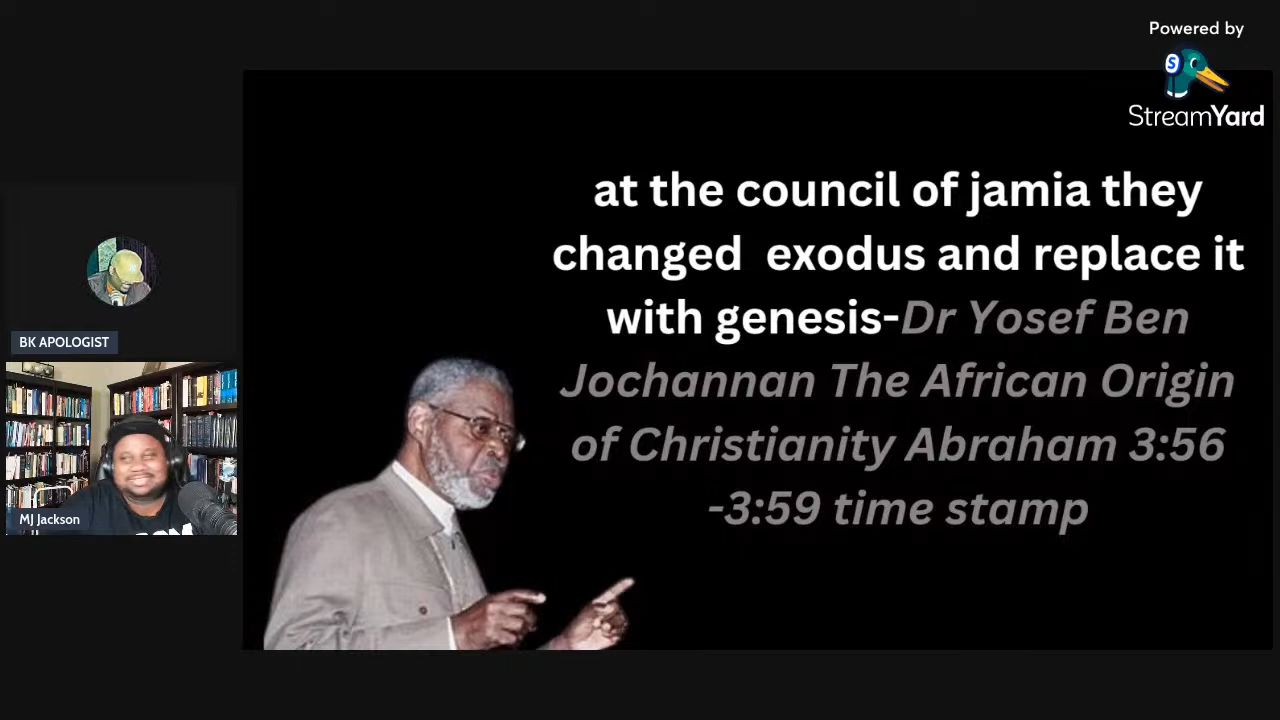 Powered by
StreamYard
at the council of jamia they
changed exodus and replace it
with genesis-Dr Yosef Ben
Jochannan The African Origin
of Christianity Abraham 3:56
-3:59 time stamp
BK APOLOGIST
MJ Jackson